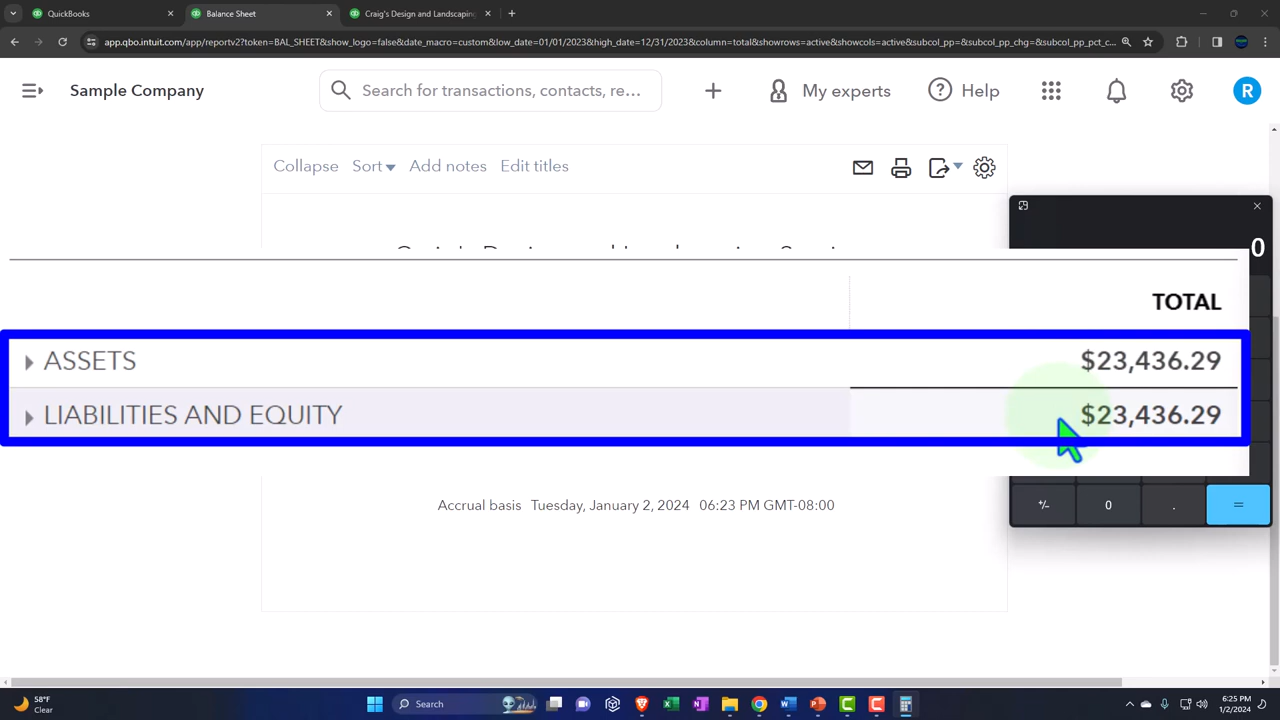 QuickBooks
Balance Sheet
Craig's Design and Landscaping
app.qbo.intuit.com/app/reportv2?token=BAL_SHEET&show_logo=false&date_macro=custom&low_date=01/01/2023&high_date=12/31/2023&column=total&showrows=active&showcols=active&subcol_pp=&subcol_pp_chg=&subcol_pp_pct_c...
Sample Company
Search for transactions, contacts, re...
My experts
Help
R
Collapse Sort Add notes Edit titles
0
TOTAL
ASSETS $23,436.29
LIABILITIES AND EQUITY $23,436.29
Accrual basis Tuesday, January 2, 2024 06:23 PM GMT-08:00
+/- 0 . =
58°F
Clear
Search
6:25 PM
1/2/2024